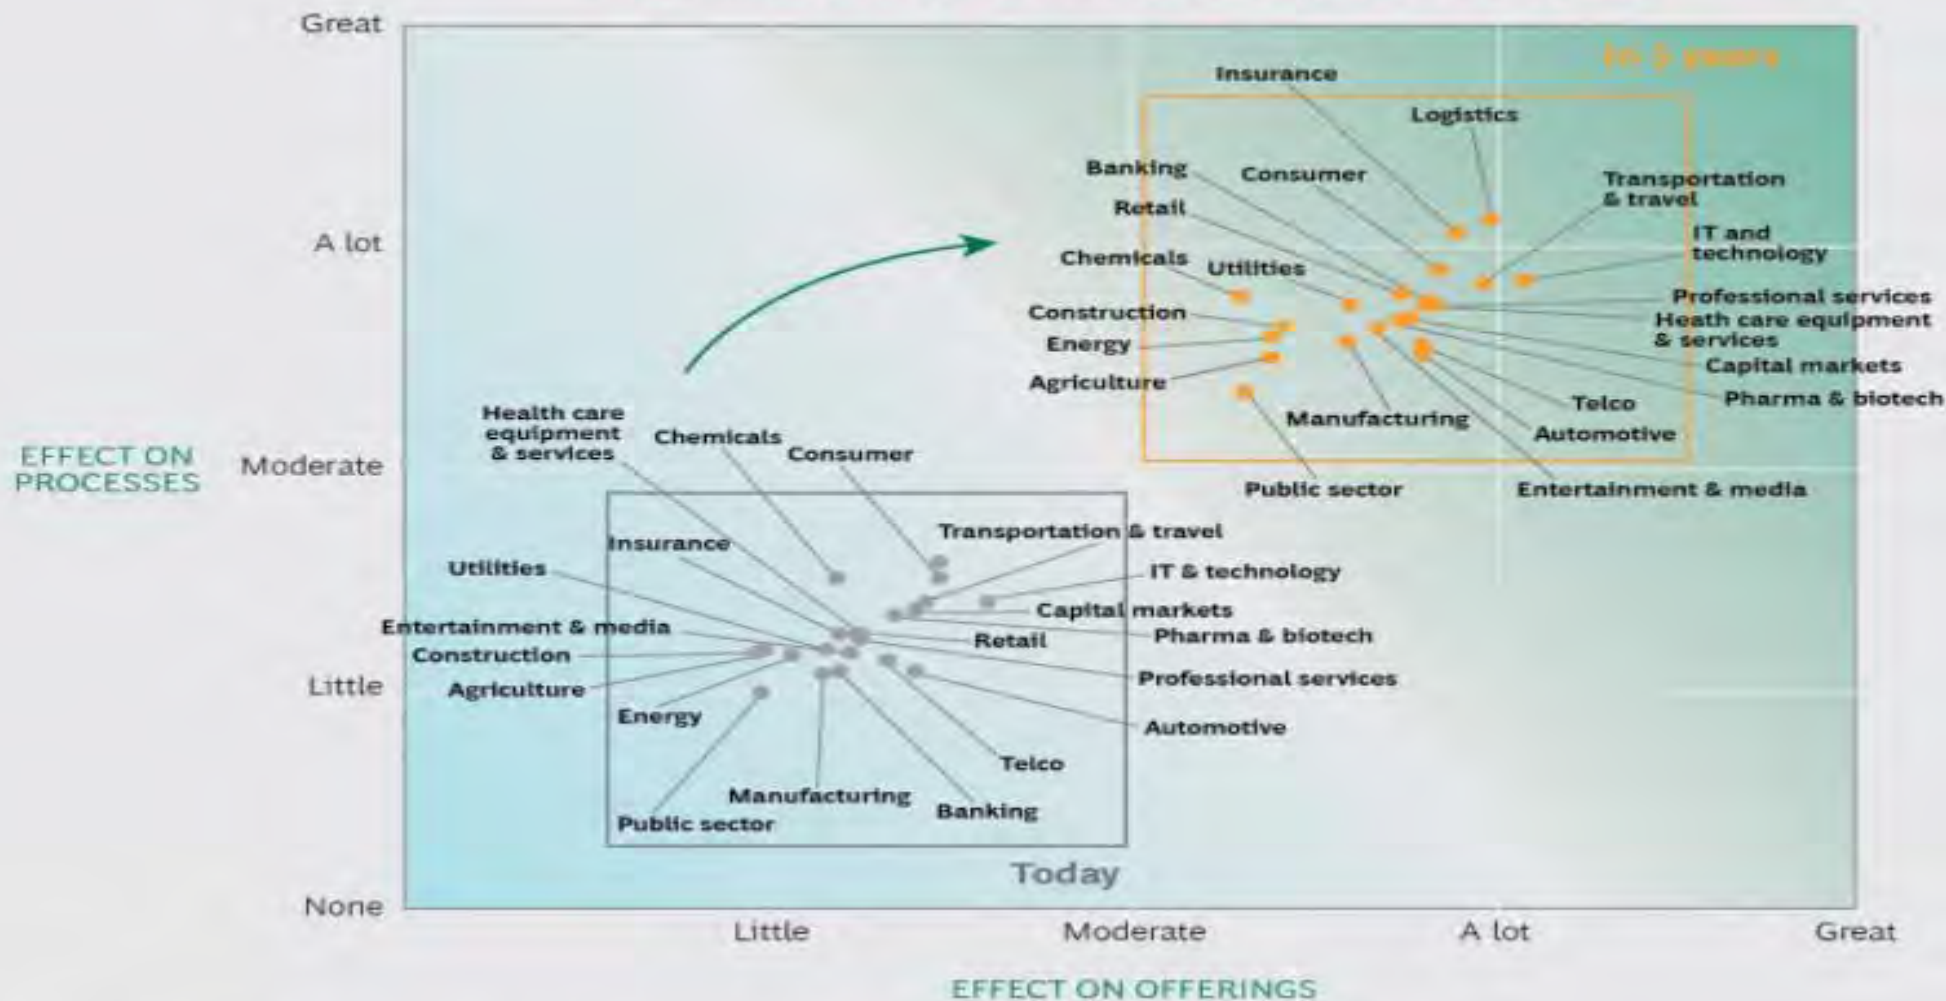 Great
In 5 years
Insurance
Logistics
Banking
Consumer
Transportation
& travel
Retail
A lot
IT and
technology
Chemicals
Utilities
Professional services
Construction
Heath care equipment
& services
Energy
Capital markets
Agriculture
Pharma & biotech
Telco
Manufacturing
Automotive
Public sector
Entertainment & media
EFFECT ON
PROCESSES
Moderate
Health care
equipment
& services
Chemicals
Consumer
Insurance
Transportation & travel
Utilities
IT & technology
Capital markets
Entertainment & media
Retail
Pharma & biotech
Construction
Professional services
Little
Agriculture
Energy
Automotive
Telco
Manufacturing
Banking
Public sector
Today
None
Little
Moderate
A lot
Great
EFFECT ON OFFERINGS